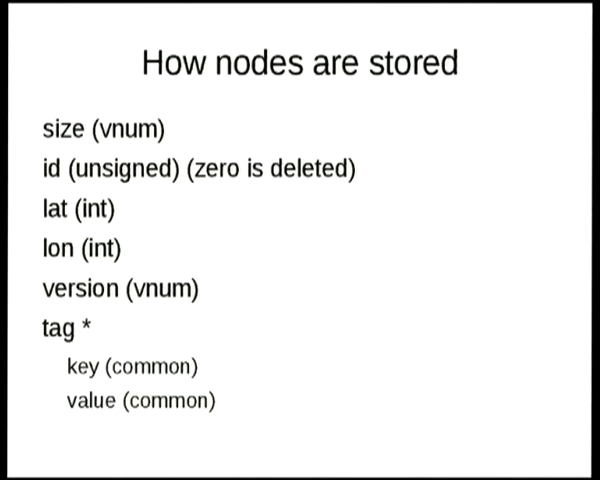 How nodes are stored
size (vnum)
id (unsigned) (zero is deleted)
lat (int)
lon (int)
version (vnum)
tag *
key (common)
value (common)